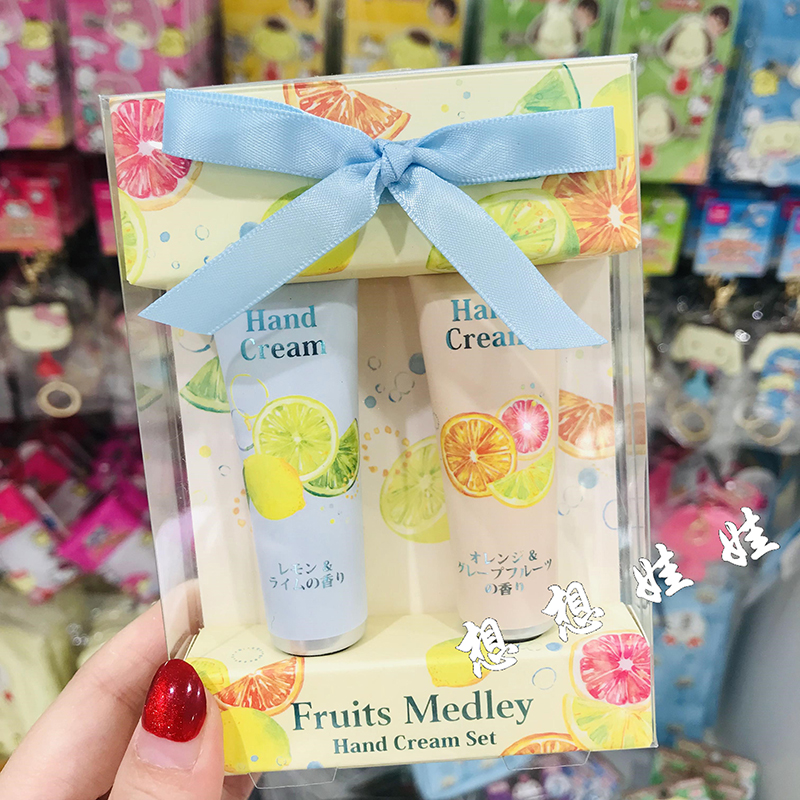 Hand
Cream
Hand
Cream
レモン &
ライムの香り
オレンジ &
グレープフルーツ
の香り
想想娃娃
Fruits Medley
Hand Cream Set